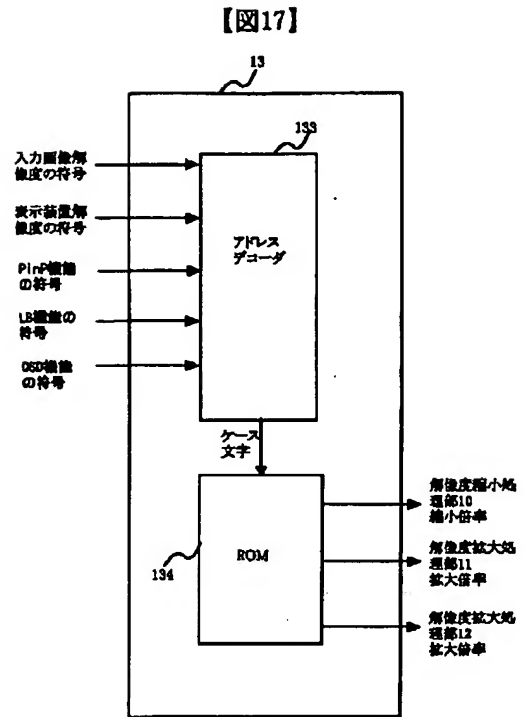 【図17】
13
133
入力画像解
像度の符号
表示装置解
像度の符号
PinP機能
の符号
LB機能の
符号
OSD機能
の符号
アドレス
デコーダ
ケース
文字
134
ROM
解像度縮小処
理部10
縮小倍率
解像度拡大処
理部11
拡大倍率
解像度拡大処
理部12
拡大倍率